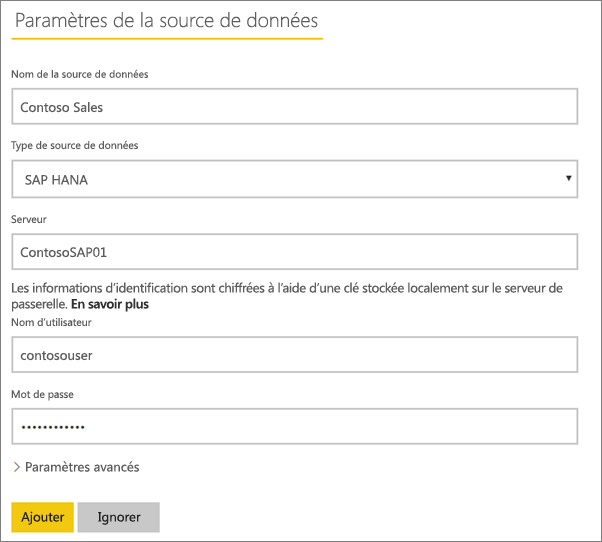 Paramètres de la source de données
Nom de la source de données
Contoso Sales
Type de source de données
SAP HANA
Serveur
ContosoSAP01
Les informations d'identification sont chiffrées à l'aide d'une clé stockée localement sur le serveur de
passerelle. En savoir plus
Nom d'utilisateur
contosouser
Mot de passe
••••••••••••
Paramètres avancés
Ajouter Ignorer